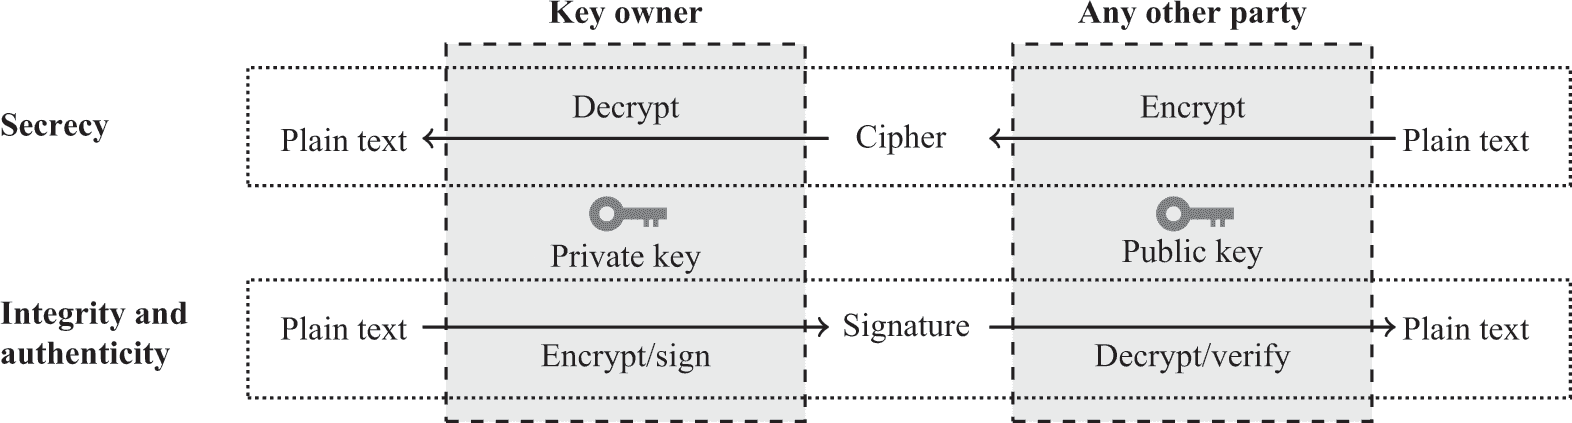 Key owner
Any other party
Secrecy
Decrypt
Encrypt
Plain text
Cipher
Plain text
Private key
Public key
Integrity and
authenticity
Plain text
Signature
Plain text
Encrypt/sign
Decrypt/verify